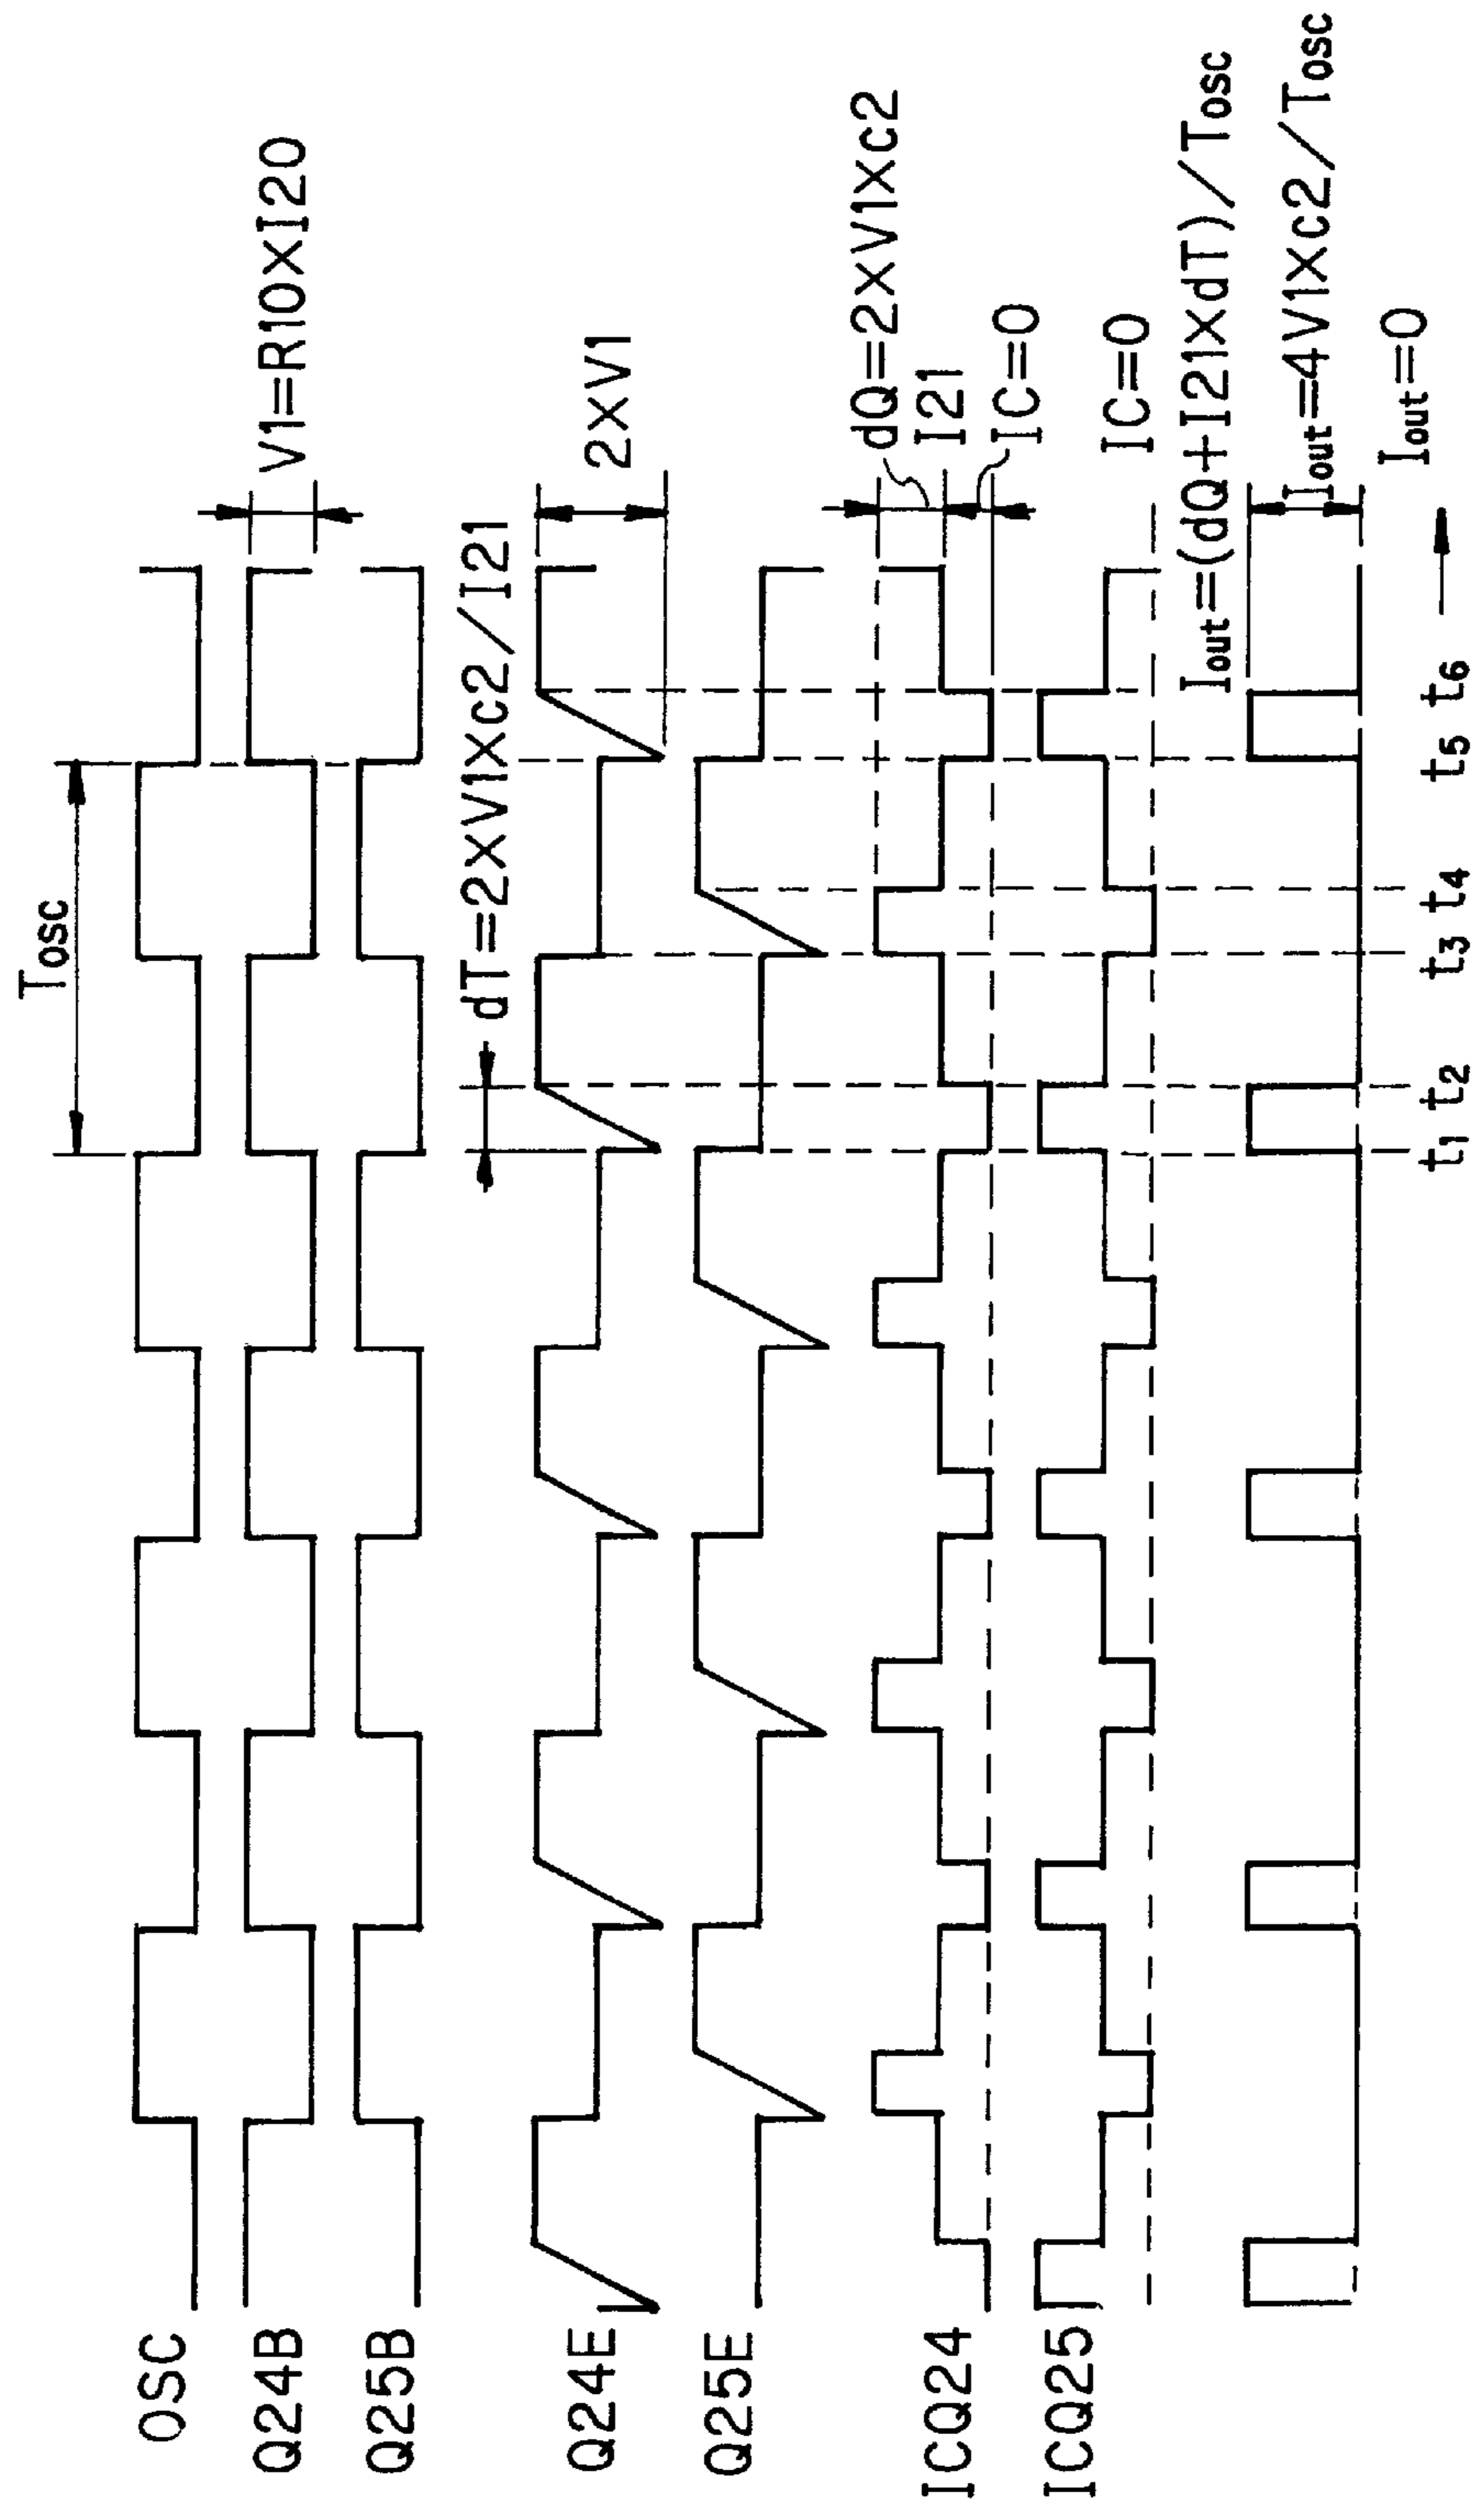 Tosc
OSC
V1=R10×I20
Q24B
Q25B
dT=2×V1×c2/I21
Q24E
2×V1
Q25E
dQ=2×V1×c2
I21
ICQ24
IC=0
ICQ25
IC=0
Iout=(dQ+I21×dT)/Tosc
Iout=4V1×c2/Tosc
Iout=0
t1 t2 t3 t4 t5 t6